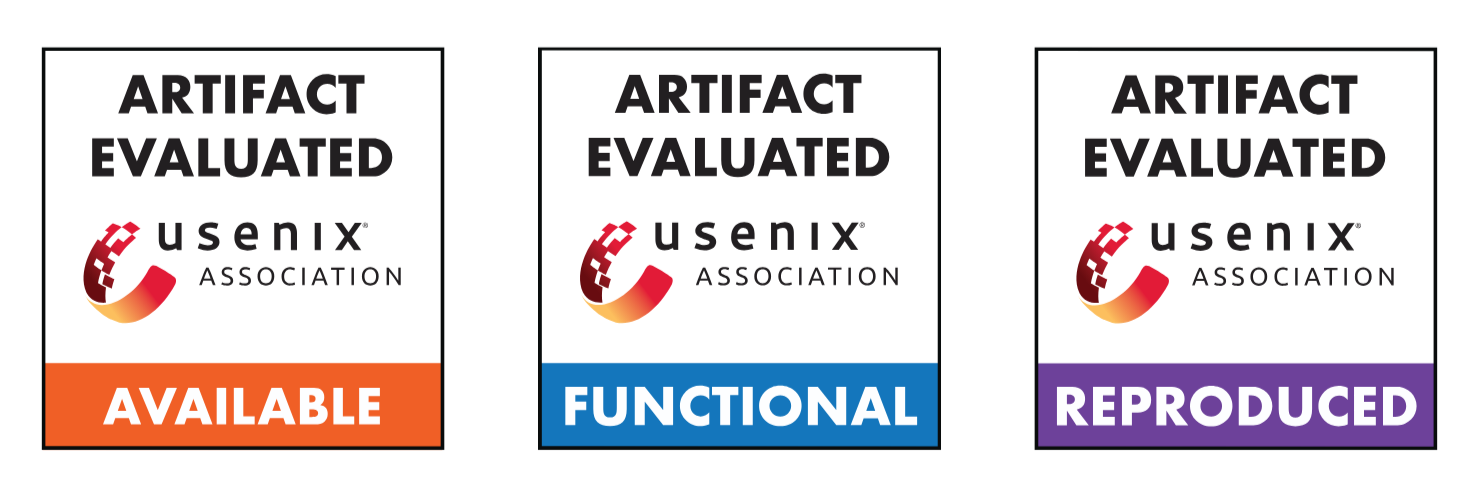 ARTIFACT
EVALUATED
usenix®
ASSOCIATION
AVAILABLE
ARTIFACT
EVALUATED
usenix®
ASSOCIATION
FUNCTIONAL
ARTIFACT
EVALUATED
usenix®
ASSOCIATION
REPRODUCED